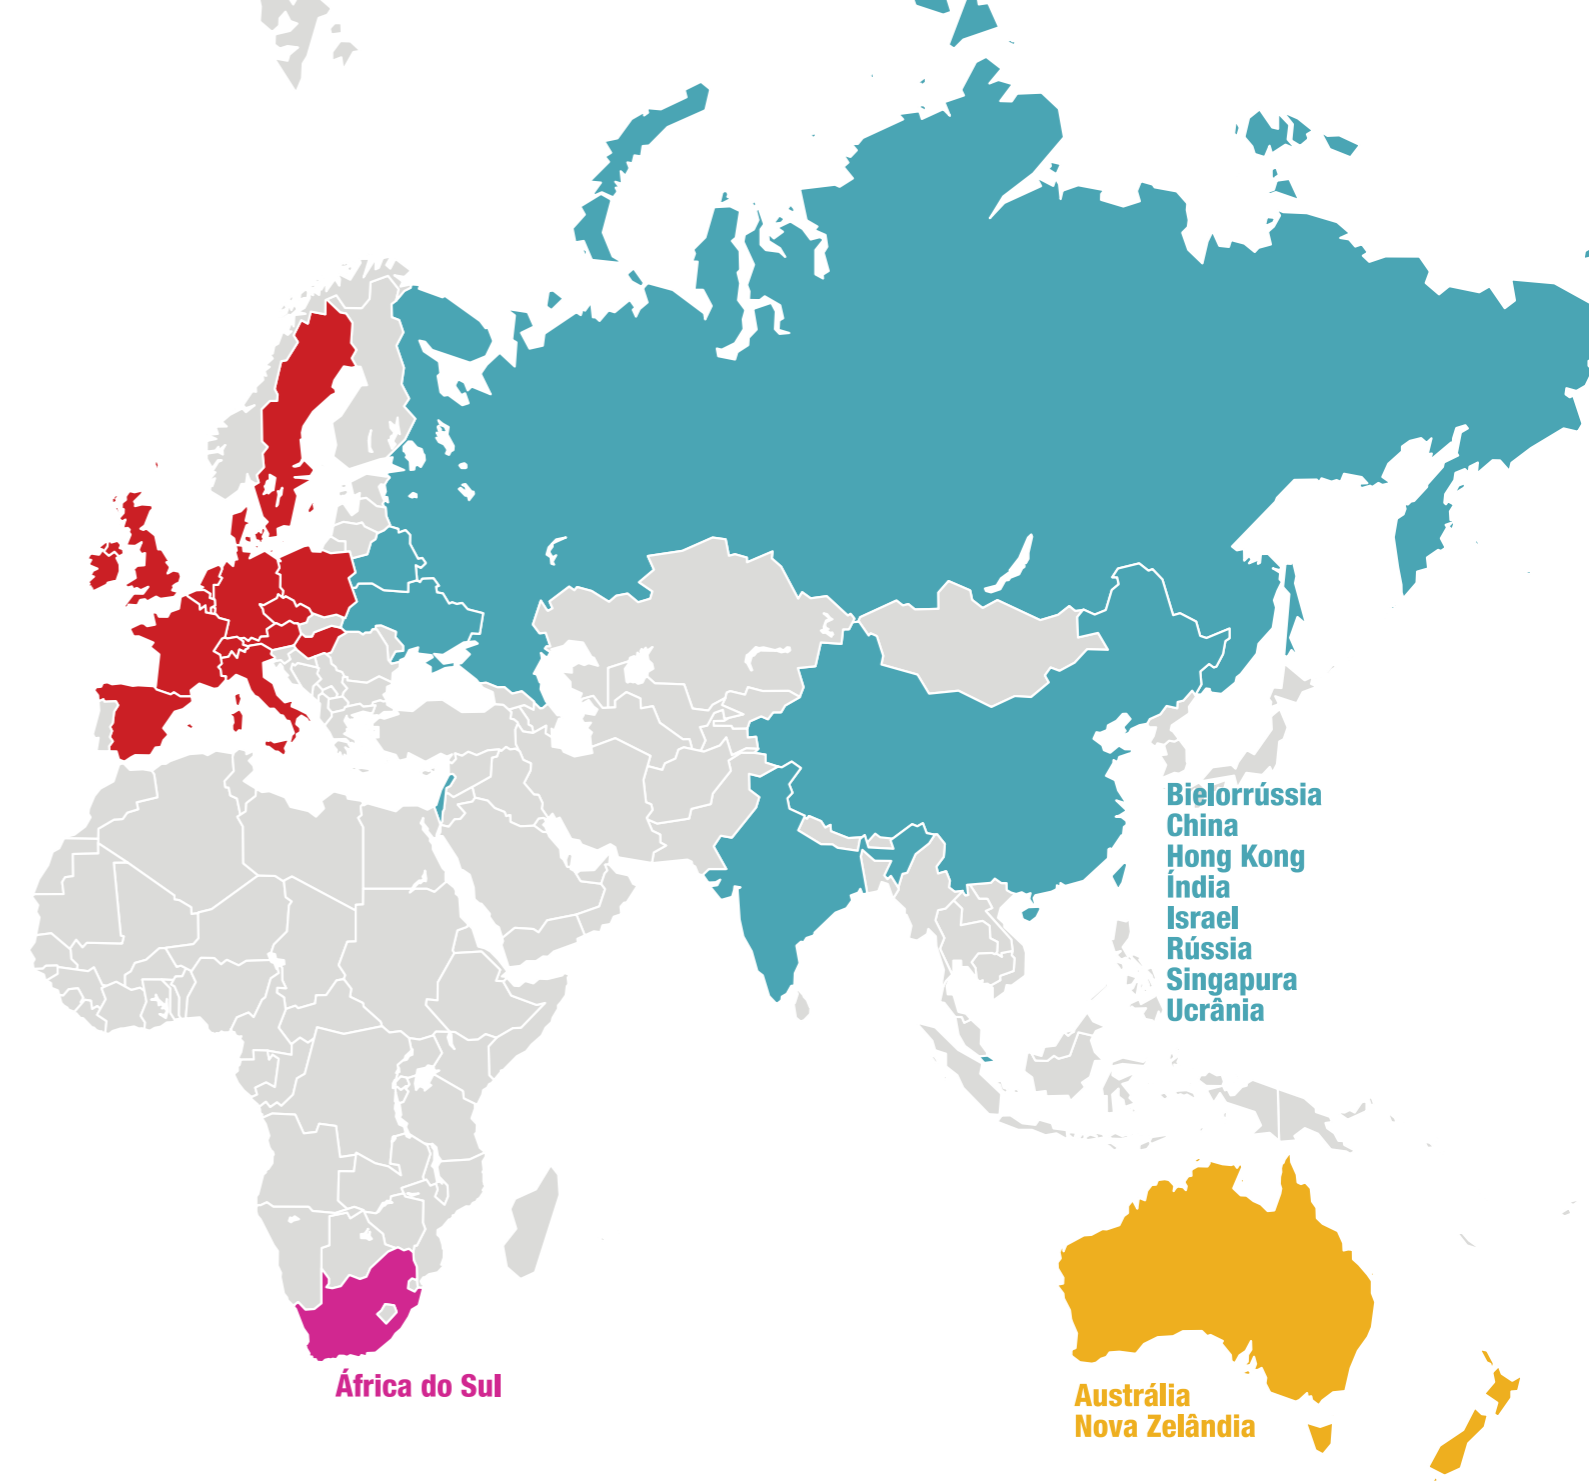 Bielorrússia
China
Hong Kong
Índia
Israel
Rússia
Singapura
Ucrânia
África do Sul
Austrália
Nova Zelândia